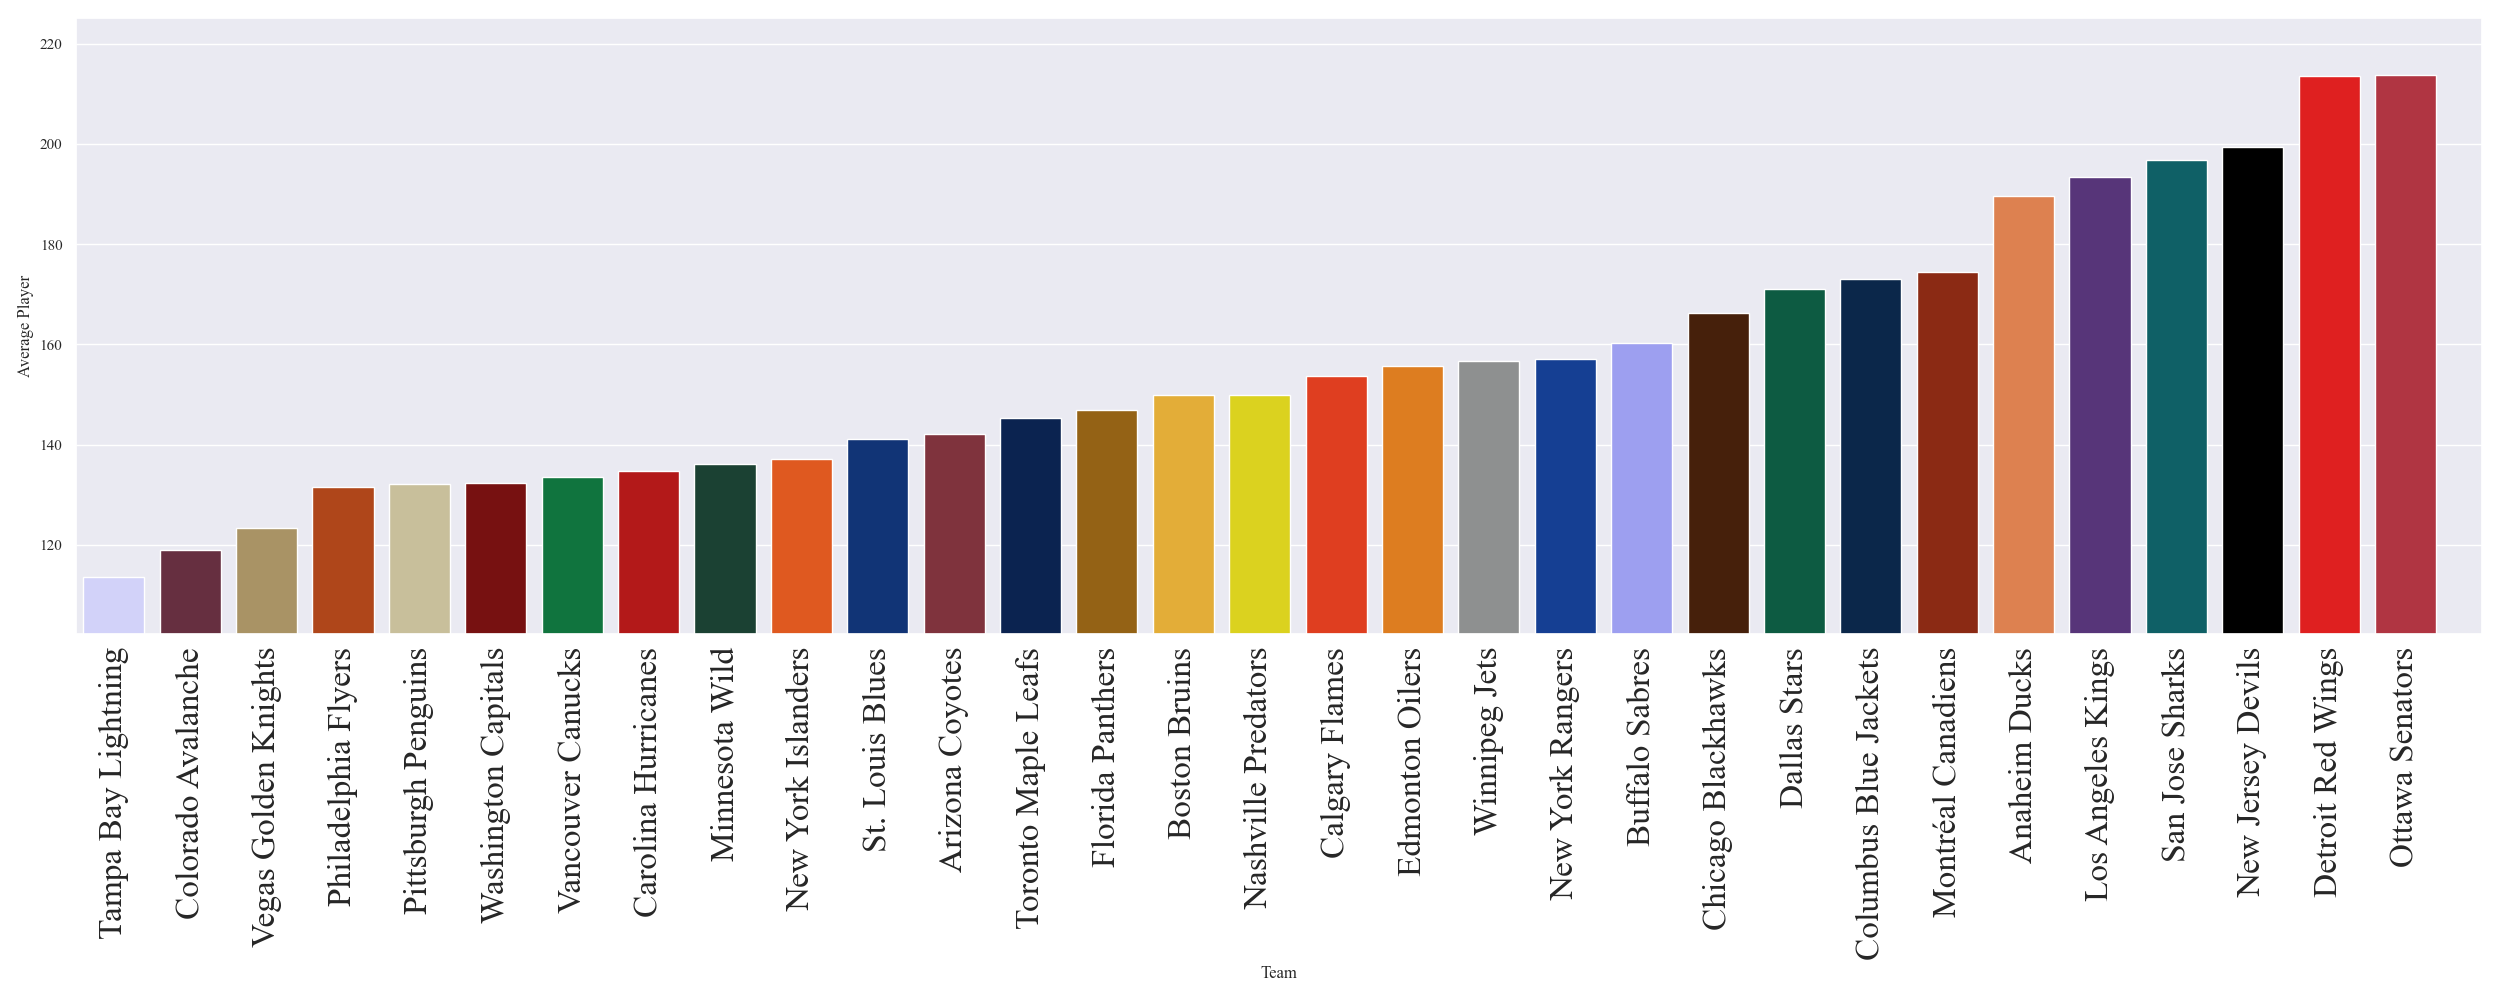 220
200
180
160
140
120
Average Player
Tampa Bay Lightning
Colorado Avalanche
Vegas Golden Knights
Philadelphia Flyers
Pittsburgh Penguins
Washington Capitals
Vancouver Canucks
Carolina Hurricanes
Minnesota Wild
New York Islanders
St. Louis Blues
Arizona Coyotes
Toronto Maple Leafs
Florida Panthers
Boston Bruins
Nashville Predators
Calgary Flames
Edmonton Oilers
Winnipeg Jets
New York Rangers
Buffalo Sabres
Chicago Blackhawks
Dallas Stars
Columbus Blue Jackets
Montréal Canadiens
Anaheim Ducks
Los Angeles Kings
San Jose Sharks
New Jersey Devils
Detroit Red Wings
Ottawa Senators
Team